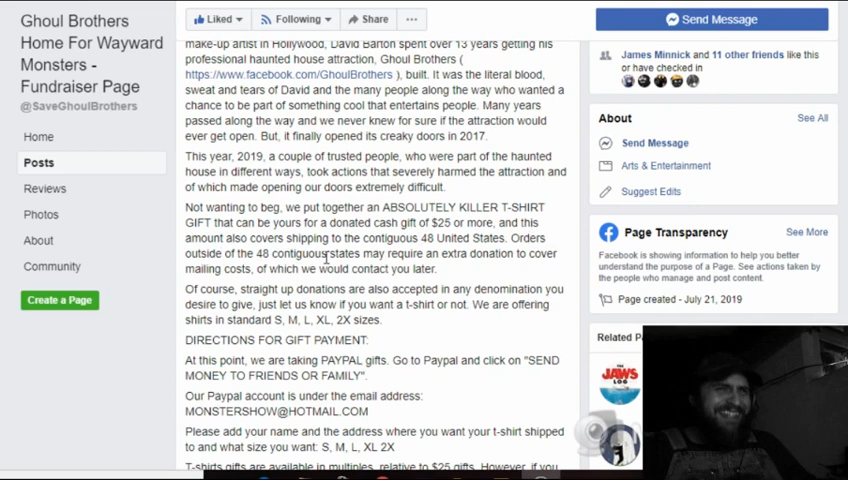 Ghoul Brothers
Home For Wayward
Monsters -
Fundraiser Page
@SaveGhoulBrothers
Home
Posts
Reviews
Photos
About
Community
Create a Page
Liked
Following
Share
...
make-up artist in Hollywood, David Barton spent over 13 years getting his
professional haunted house attraction, Ghoul Brothers (
https://www.facebook.com/GhoulBrothers ), built. It was the literal blood,
sweat and tears of David and the many people along the way who wanted a
chance to be part of something cool that entertains people. Many years
passed along the way and we never knew for sure if the attraction would
ever get open. But, it finally opened its creaky doors in 2017.
This year, 2019, a couple of trusted people, who were part of the haunted
house in different ways, took actions that severely harmed the attraction and
of which made opening our doors extremely difficult.
Not wanting to beg, we put together an ABSOLUTELY KILLER T-SHIRT
GIFT that can be yours for a donated cash gift of $25 or more, and this
amount also covers shipping to the contiguous 48 United States. Orders
outside of the 48 contiguous states may require an extra donation to cover
mailing costs, of which we would contact you later.
Of course, straight up donations are also accepted in any denomination you
desire to give, just let us know if you want a t-shirt or not. We are offering
shirts in standard S, M, L, XL, 2X sizes.
DIRECTIONS FOR GIFT PAYMENT:
At this point, we are taking PAYPAL gifts. Go to Paypal and click on "SEND
MONEY TO FRIENDS OR FAMILY".
Our Paypal account is under the email address:
MONSTERSHOW@HOTMAIL.COM
Please add your name and the address where you want your t-shirt shipped
to and what size you want: S, M, L, XL 2X
T-shirts gifts are available in multiples, relative to $25 gifts. However, if you
Send Message
James Minnick and 11 other friends like this
or have checked in
About
See All
Send Message
Arts & Entertainment
Suggest Edits
Page Transparency
See More
Facebook is showing information to help you better
understand the purpose of a Page. See actions taken by
the people who manage and post content.
Page created - July 21, 2019
Related P
THE
JAWS
LOG